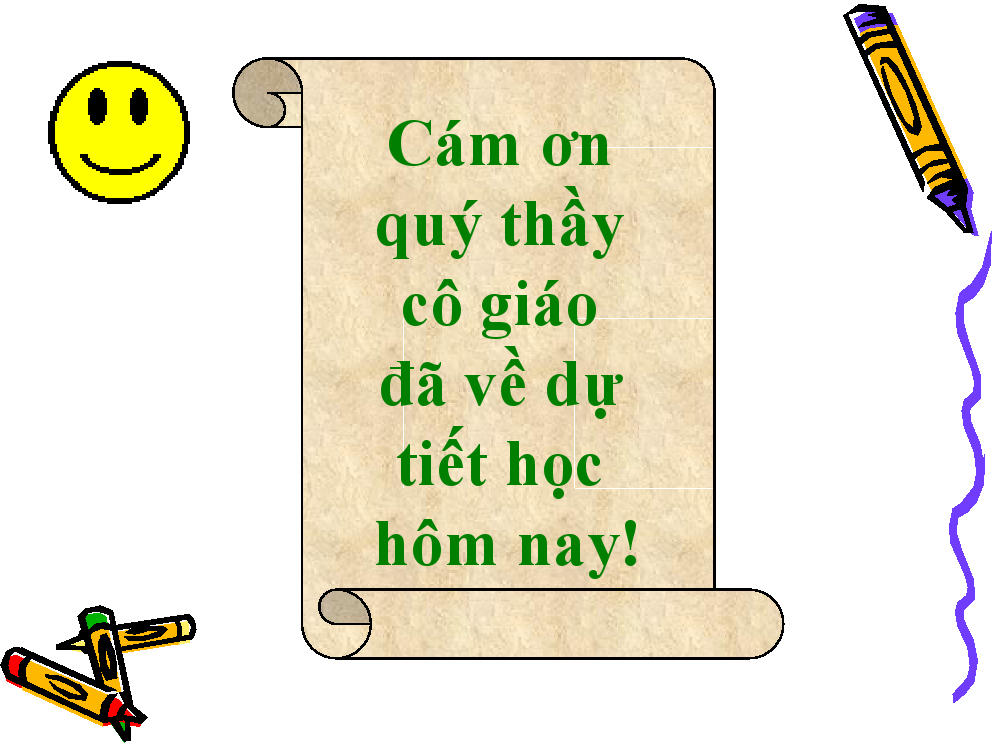 Cám ơn
quý thầy
cô giáo
đã về dự
tiết học
hôm nay!